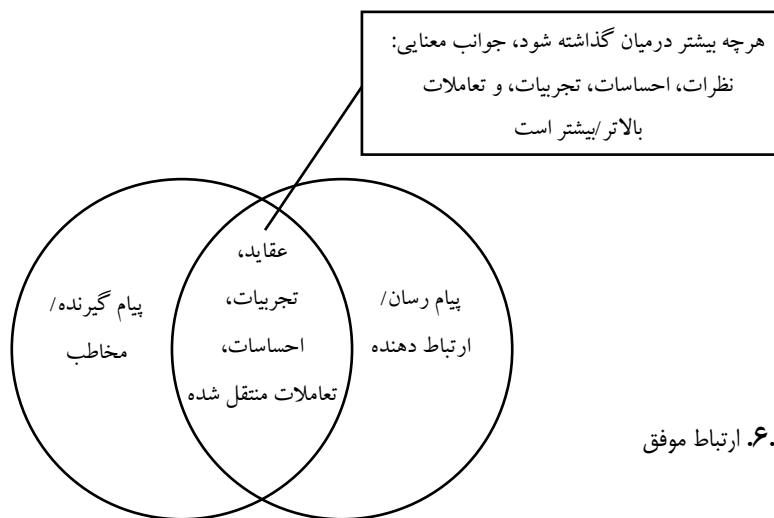 هرچه بیشتر درمیان گذاشته شود، جوانب معنایی:
نظرات، احساسات، تجربیات، و تعاملات
بالاتر/بیشتر است
عقاید،
تجربیات،
احساسات،
تعاملات منتقل شده
پیام رسان/
ارتباط دهنده
پیام گیرنده/
مخاطب
.۶. ارتباط موفق